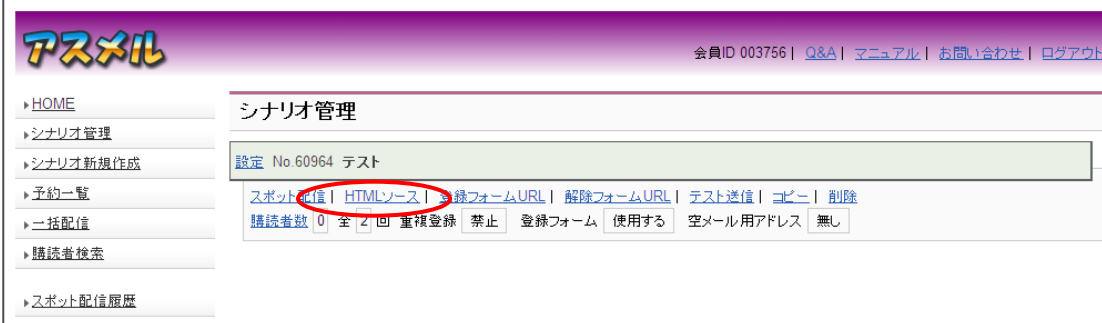 アスメル
会員ID 003756 | Q&A | マニュアル | お問い合わせ | ログアウト
HOME
シナリオ管理
シナリオ新規作成
予約一覧
一括配信
購読者検索
スポット配信履歴
シナリオ管理
設定 No.60964 テスト
スポット配信 | HTMLソース | 登録フォームURL | 解除フォームURL | テスト送信 | コピー | 削除
購読者数 0 全 2 回 重複登録 禁止 登録フォーム 使用する 空メール用アドレス 無し